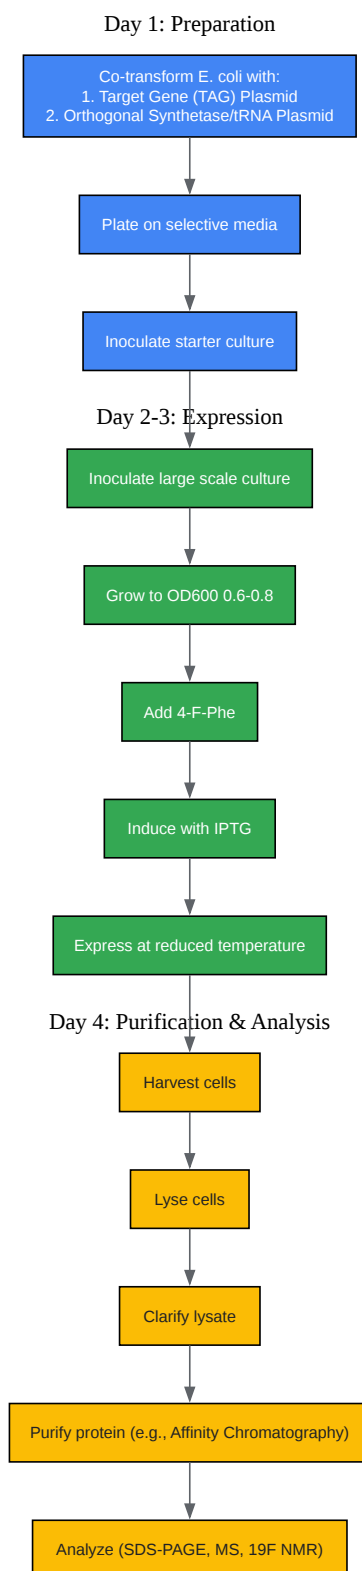 Day 1: Preparation
Co-transform E. coli with:
1. Target Gene (TAG) Plasmid
2. Orthogonal Synthetase/tRNA Plasmid
Plate on selective media
Inoculate starter culture
Day 2-3: Expression
Inoculate large scale culture
Grow to OD600 0.6-0.8
Add 4-F-Phe
Induce with IPTG
Express at reduced temperature
Day 4: Purification & Analysis
Harvest cells
Lyse cells
Clarify lysate
Purify protein (e.g., Affinity Chromatography)
Analyze (SDS-PAGE, MS, 19F NMR)